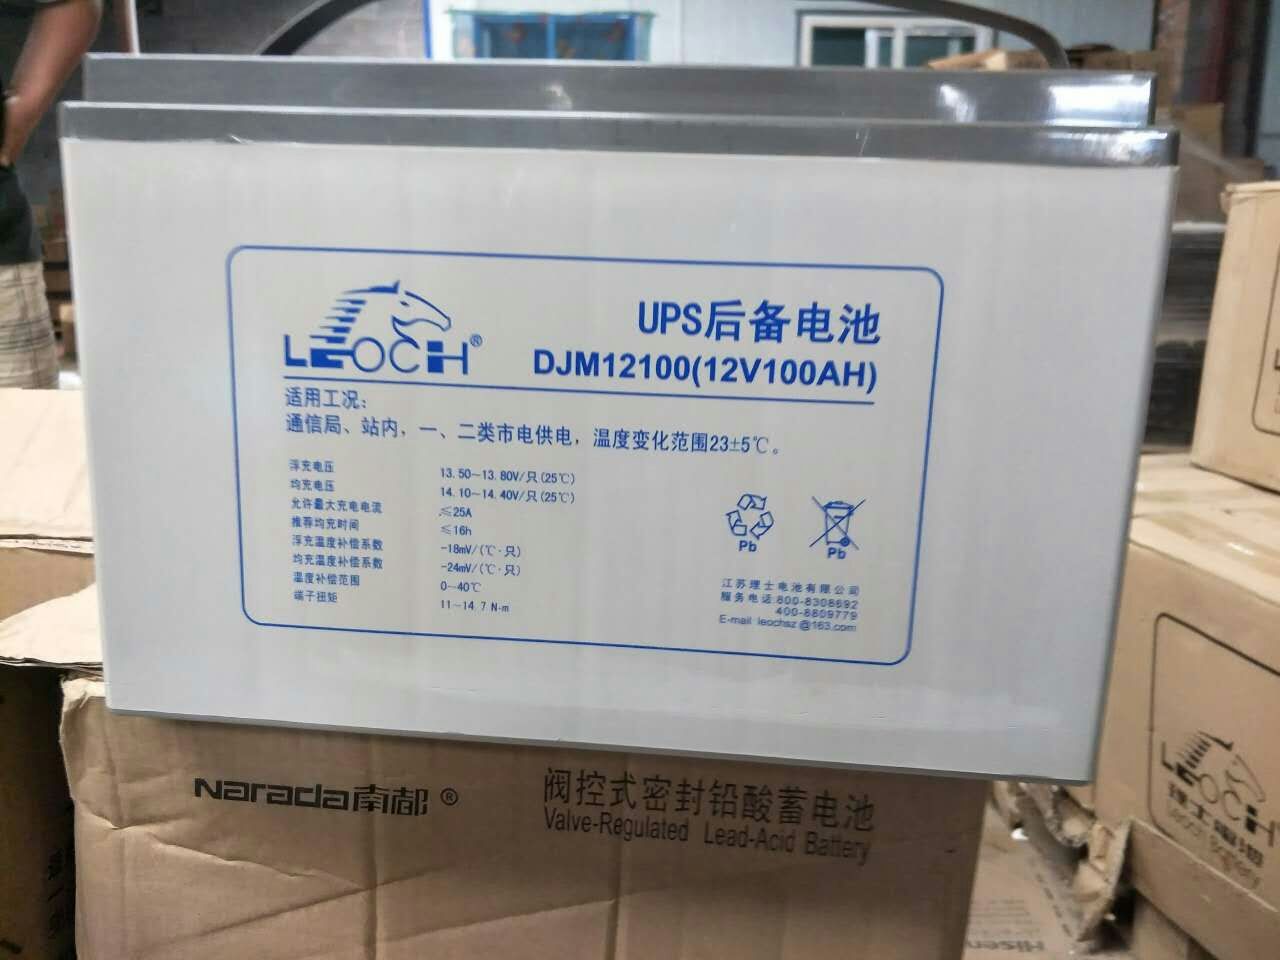 LEOCH®
UPS后备电池
DJM12100(12V100AH)
适用工况：
通信局、站内，一、二类市电供电，温度变化范围23±5℃。
浮充电压 13.50~13.80V/只(25℃)
均充电压 14.10~14.40V/只(25℃)
允许最大充电电流 ≤25A
推荐均充时间 ≤16h
浮充温度补偿系数 -18mV/(℃·只)
均充温度补偿系数 -24mV/(℃·只)
温度补偿范围 0~40℃
端子扭矩 11~14.7 N·m
Pb
Pb
江苏理士电池有限公司
服务电话:800-8308692
400-8809779
E-mail leochsz@163.com
Narada南都®
阀控式密封铅酸蓄电池
Valve-Regulated Lead-Acid Battery
LEOCH
理士电池
Leoch Battery